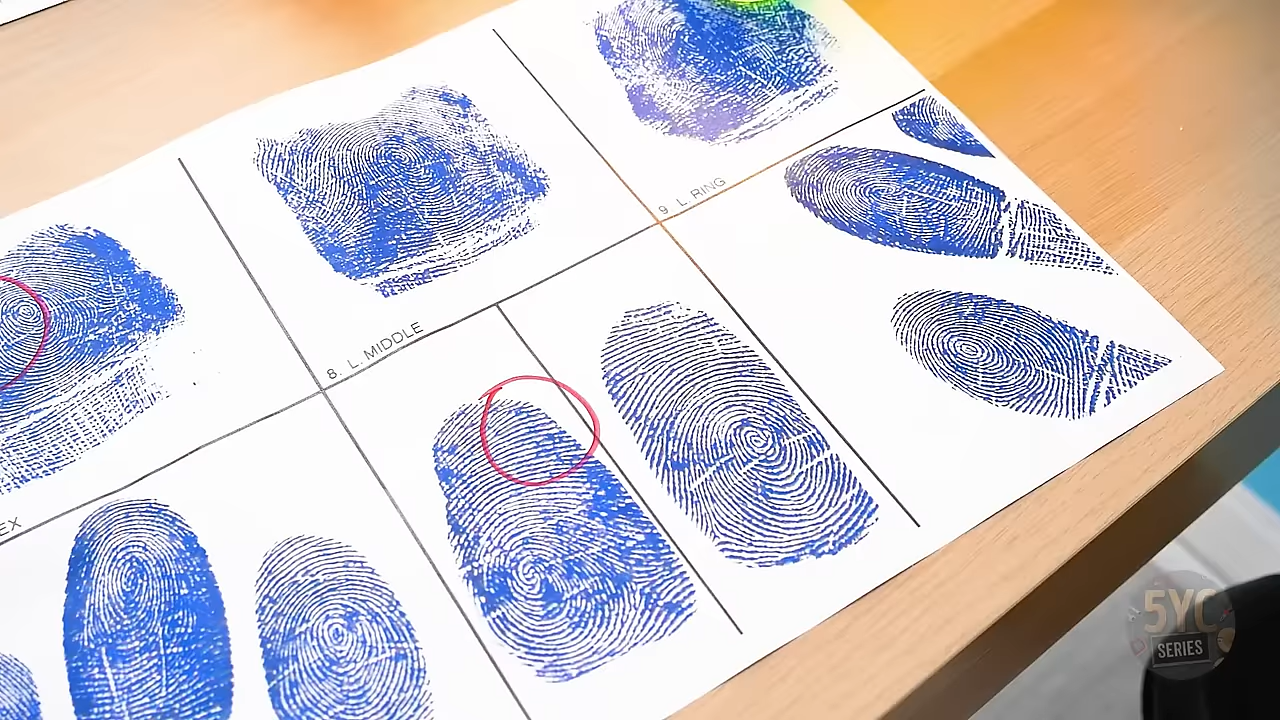 9 L. RING
8. L. MIDDLE
EX
5YC
SERIES